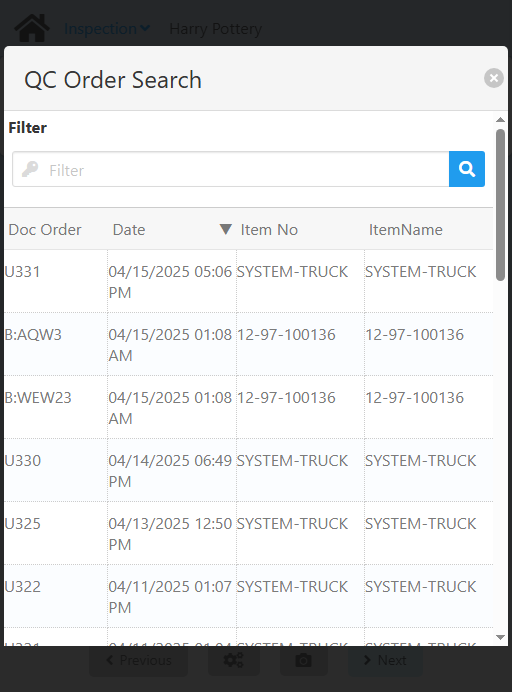 Inspection Harry Pottery
QC Order Search
Filter
Filter
Doc Order Date ▼ Item No ItemName
U331 04/15/2025 05:06 PM SYSTEM-TRUCK SYSTEM-TRUCK
B:AQW3 04/15/2025 01:08 AM 12-97-100136 12-97-100136
B:WEW23 04/15/2025 01:08 AM 12-97-100136 12-97-100136
U330 04/14/2025 06:49 PM SYSTEM-TRUCK SYSTEM-TRUCK
U325 04/13/2025 12:50 PM SYSTEM-TRUCK SYSTEM-TRUCK
U322 04/11/2025 01:07 PM SYSTEM-TRUCK SYSTEM-TRUCK
Previous Next